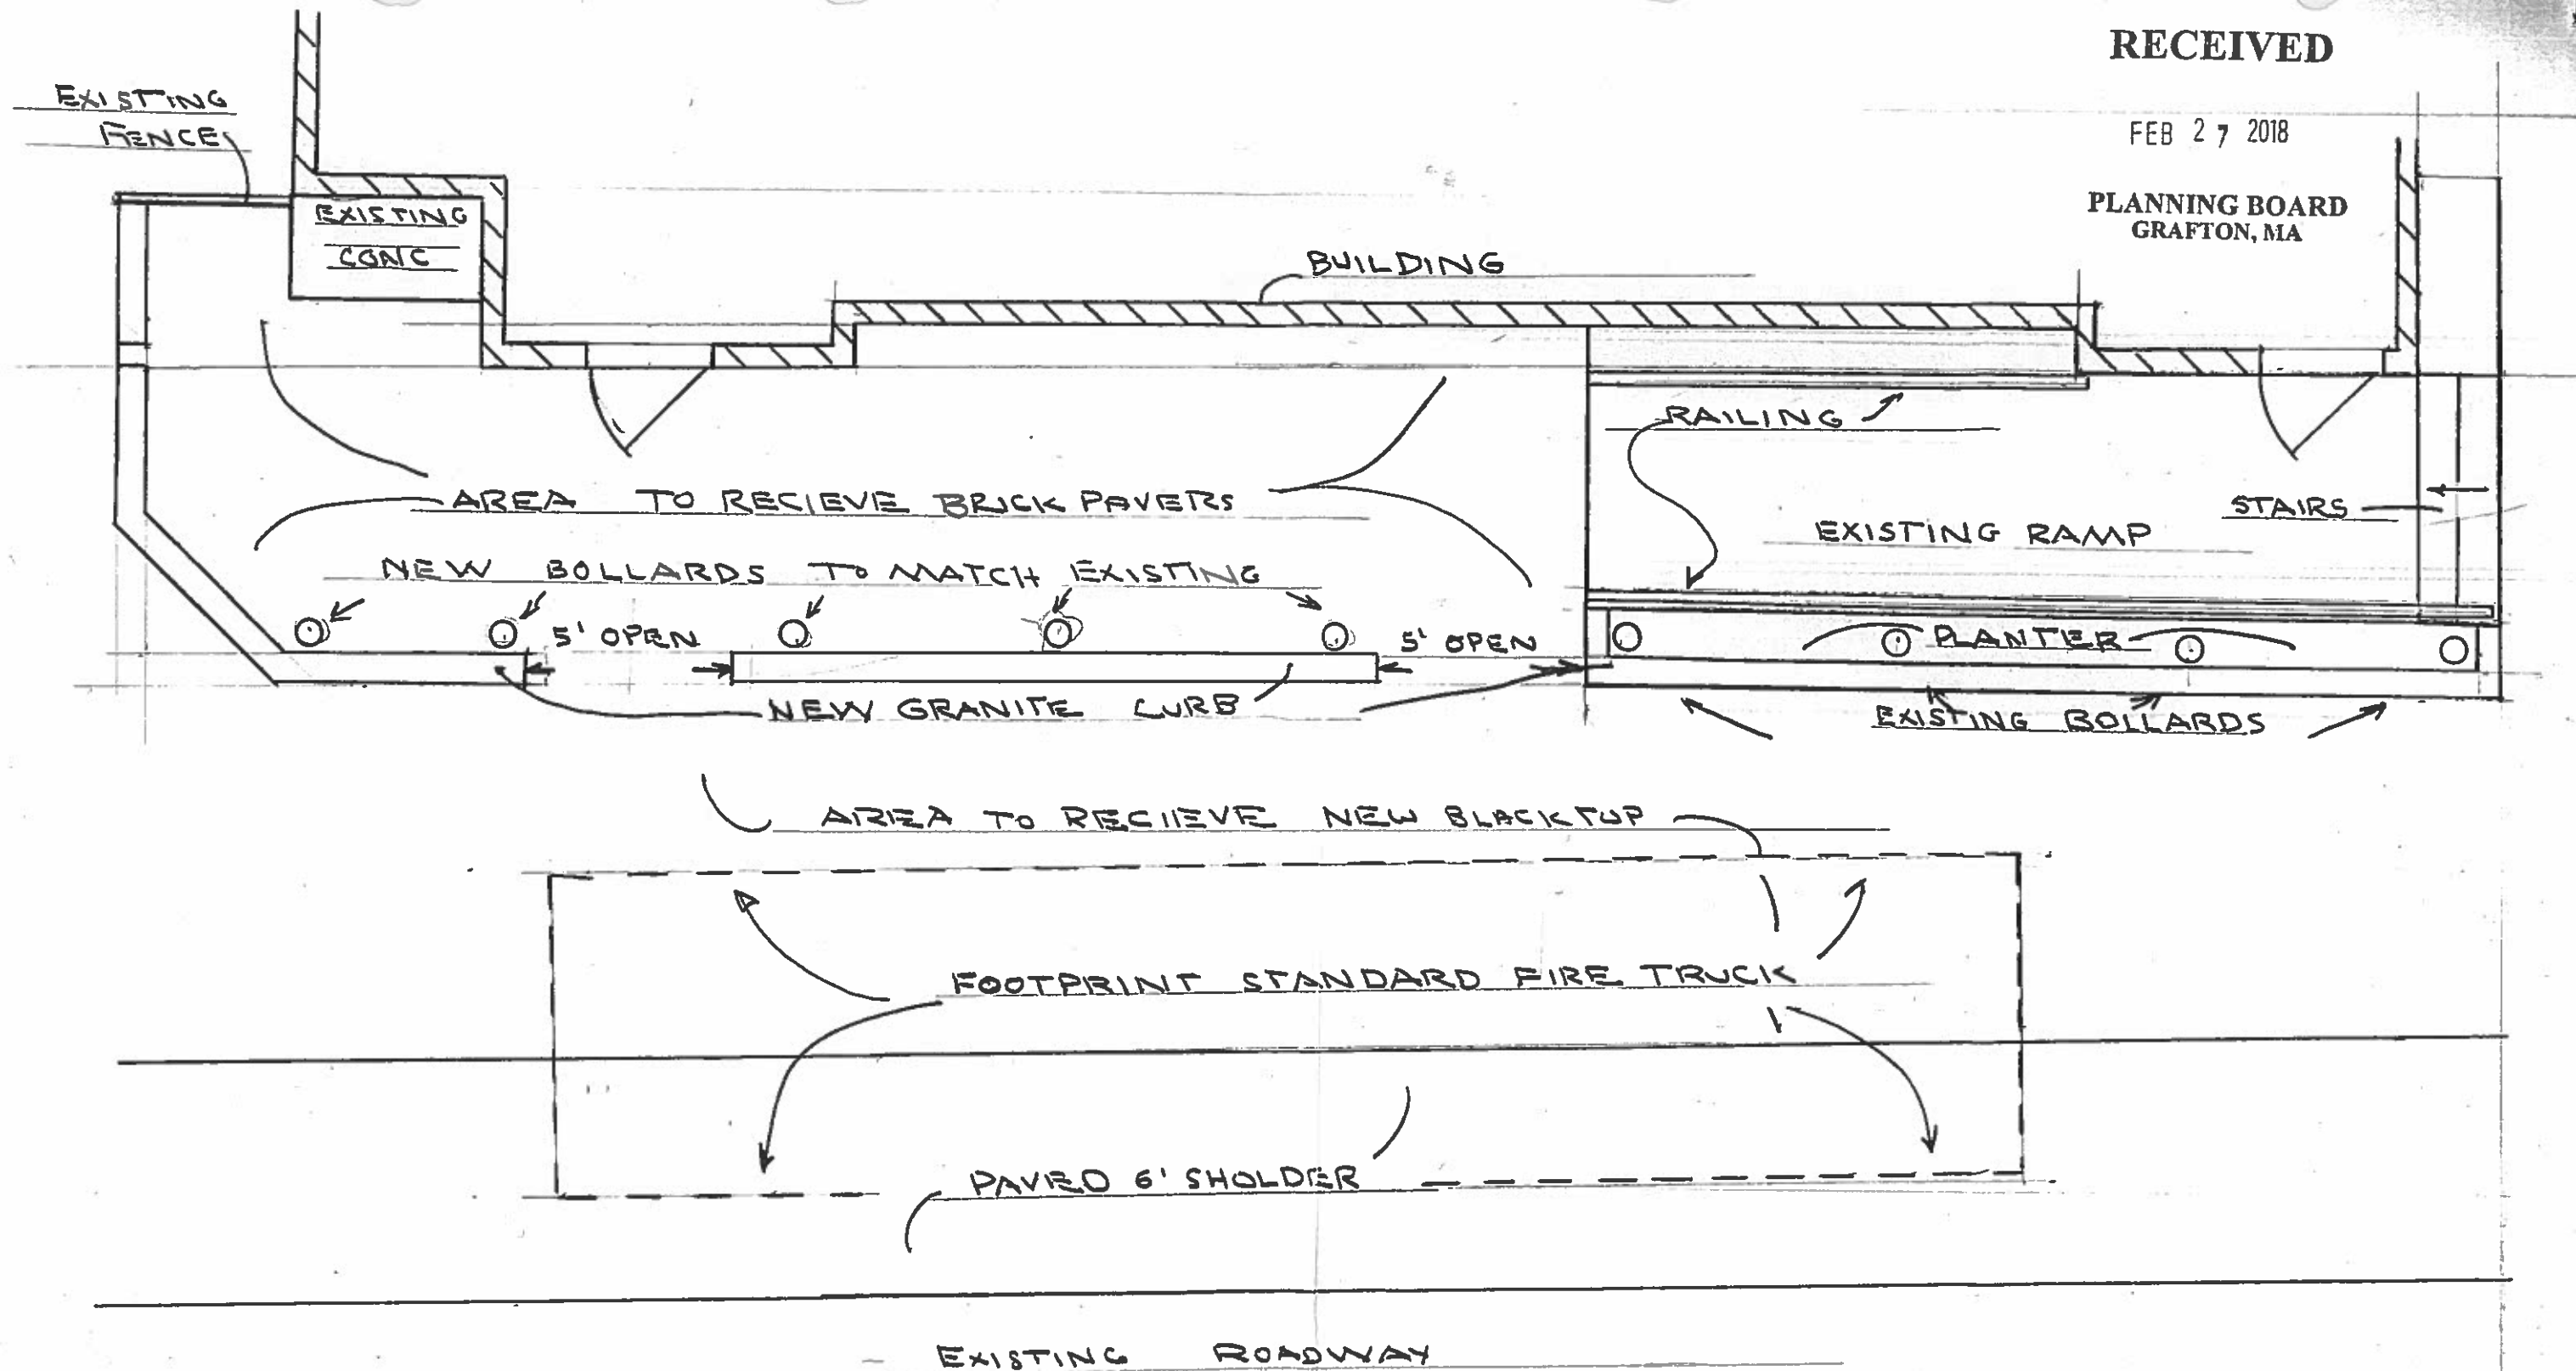 RECEIVED
FEB 27 2018
PLANNING BOARD
GRAFTON, MA
EXISTING
FENCE
EXISTING
CONC
BUILDING
RAILING
AREA TO RECIEVE BRICK PAVERS
STAIRS
EXISTING RAMP
NEW BOLLARDS TO MATCH EXISTING
5' OPEN
5' OPEN
PLANTER
NEW GRANITE CURB
EXISTING BOLLARDS
AREA TO RECIIEVE NEW BLACKTOP
FOOTPRINT STANDARD FIRE TRUCK
PAVED 6' SHOLDER
EXISTING ROADWAY